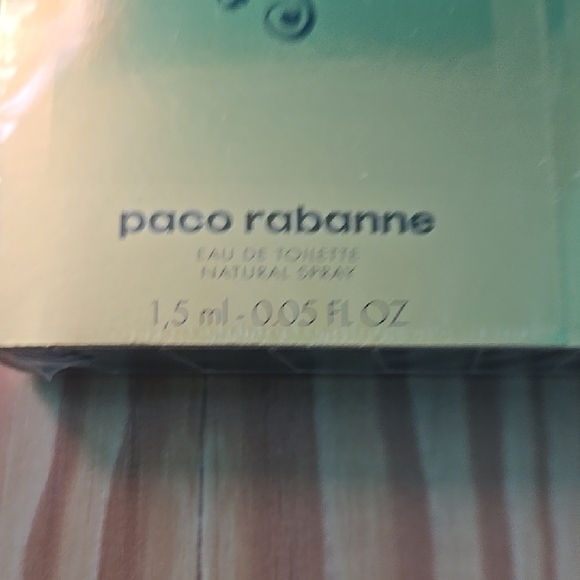 paco rabanne
EAU DE TOILETTE
NATURAL SPRAY
1,5 ml - 0.05 FL OZ